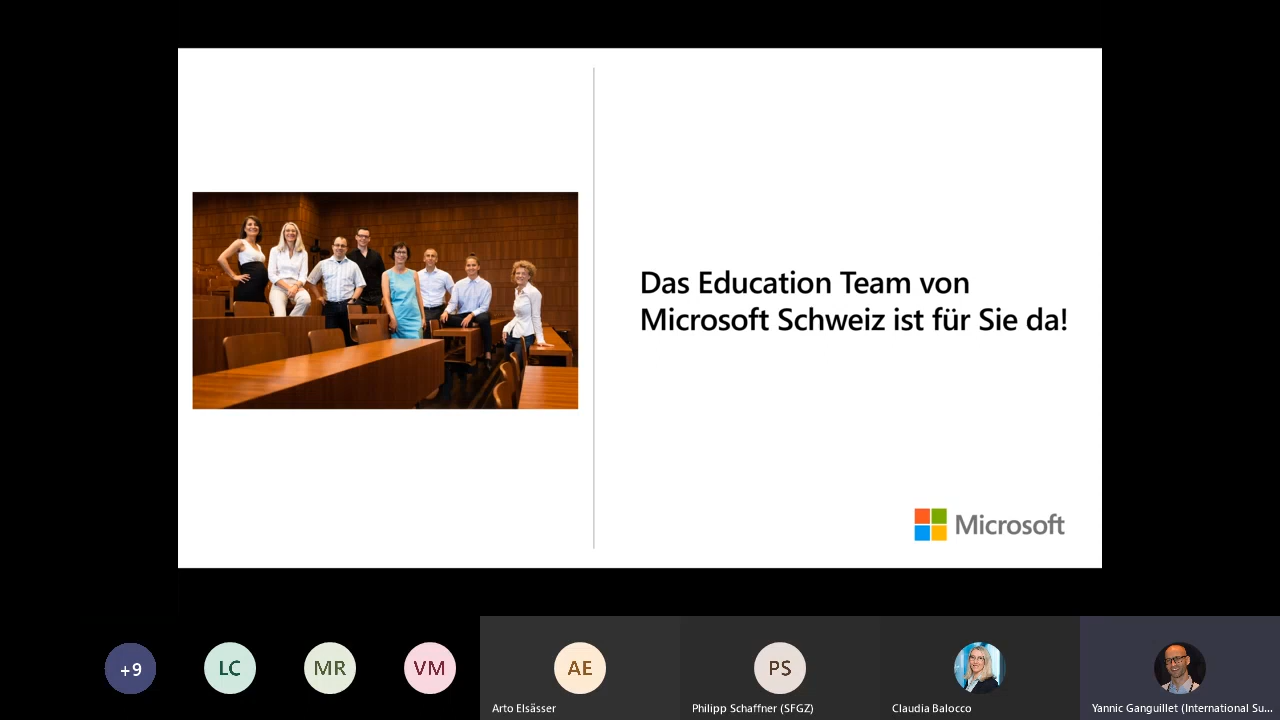 Das Education Team von
Microsoft Schweiz ist für Sie da!
Microsoft
+9
LC
MR
VM
AE
PS
Arto Elsässer
Philipp Schaffner (SFGZ)
Claudia Balocco
Yannic Ganguillet (International Su...